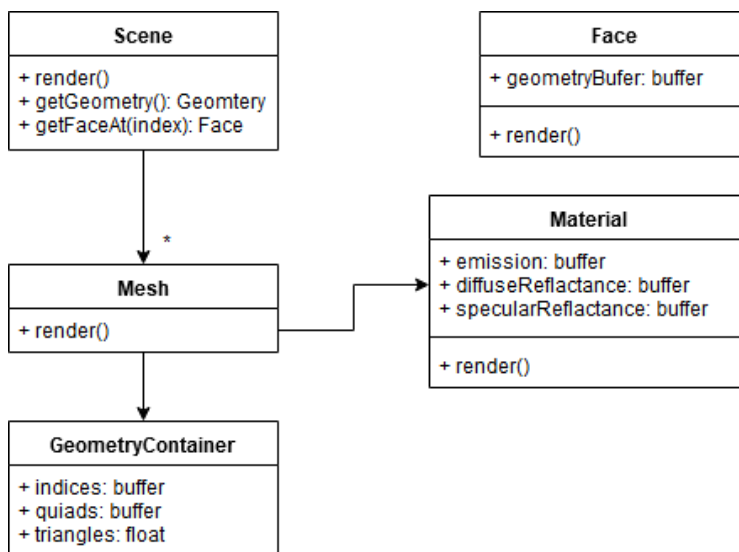 Scene
+ render()
+ getGeometry(): Geomtery
+ getFaceAt(index): Face
Face
+ geometryBufer: buffer
+ render()
*
Mesh
+ render()
Material
+ emission: buffer
+ diffuseReflactance: buffer
+ specularReflactance: buffer
+ render()
GeometryContainer
+ indices: buffer
+ quiads: buffer
+ triangles: float